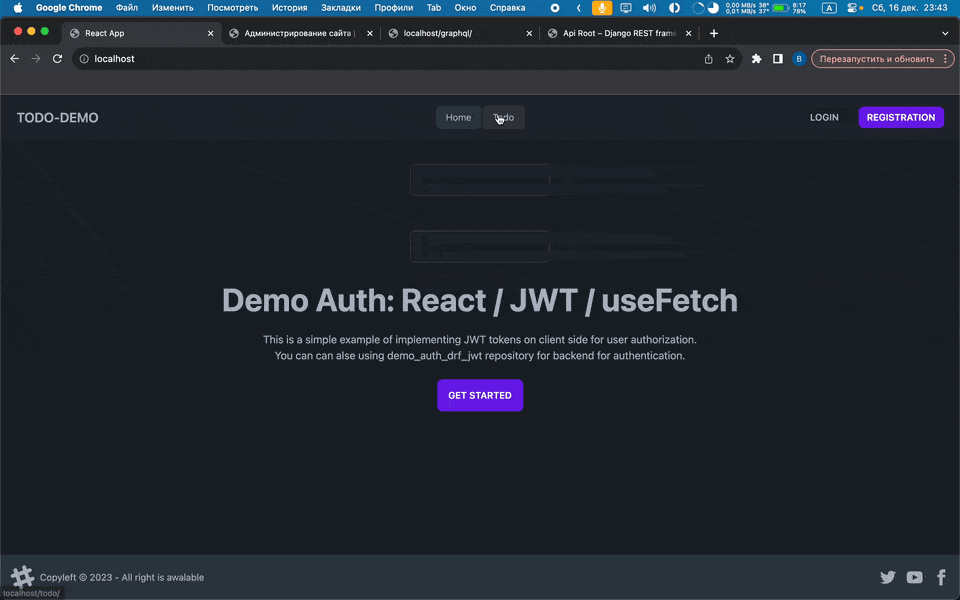 Google Chrome Файл Изменить Посмотреть История Закладки Профили Tab Окно Справка 0,00 MB/s 38° 0,01 MB/s 37° 8:17 78% A Сб, 16 дек. 23:43
React App Администрирование сайта localhost/graphql/ Api Root – Django REST fram
localhost B Перезапустить и обновить
TODO-DEMO Home Todo LOGIN REGISTRATION
Demo Auth: React / JWT / useFetch
This is a simple example of implementing JWT tokens on client side for user authorization.
You can can alse using demo_auth_drf_jwt repository for backend for authentication.
GET STARTED
Copyleft © 2023 - All right is awalable
localhost/todo/